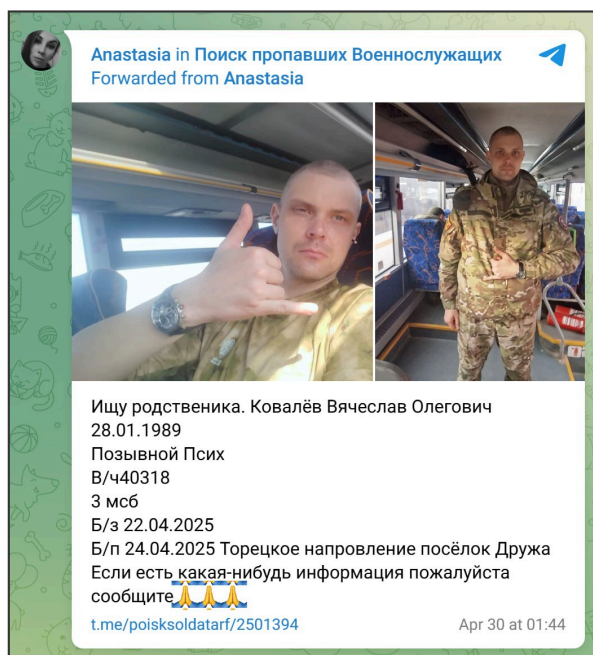 Anastasia in Поиск пропавших Военнослужащих
Forwarded from Anastasia
Ищу родственика. Ковалёв Вячеслав Олегович
28.01.1989
Позывной Псих
В/ч40318
3 мсб
Б/з 22.04.2025
Б/п 24.04.2025 Торецкое напровление посёлок Дружа
Если есть какая-нибудь информация пожалуйста
сообщите🙏🙏🙏
t.me/poisksoldatarf/2501394
Apr 30 at 01:44